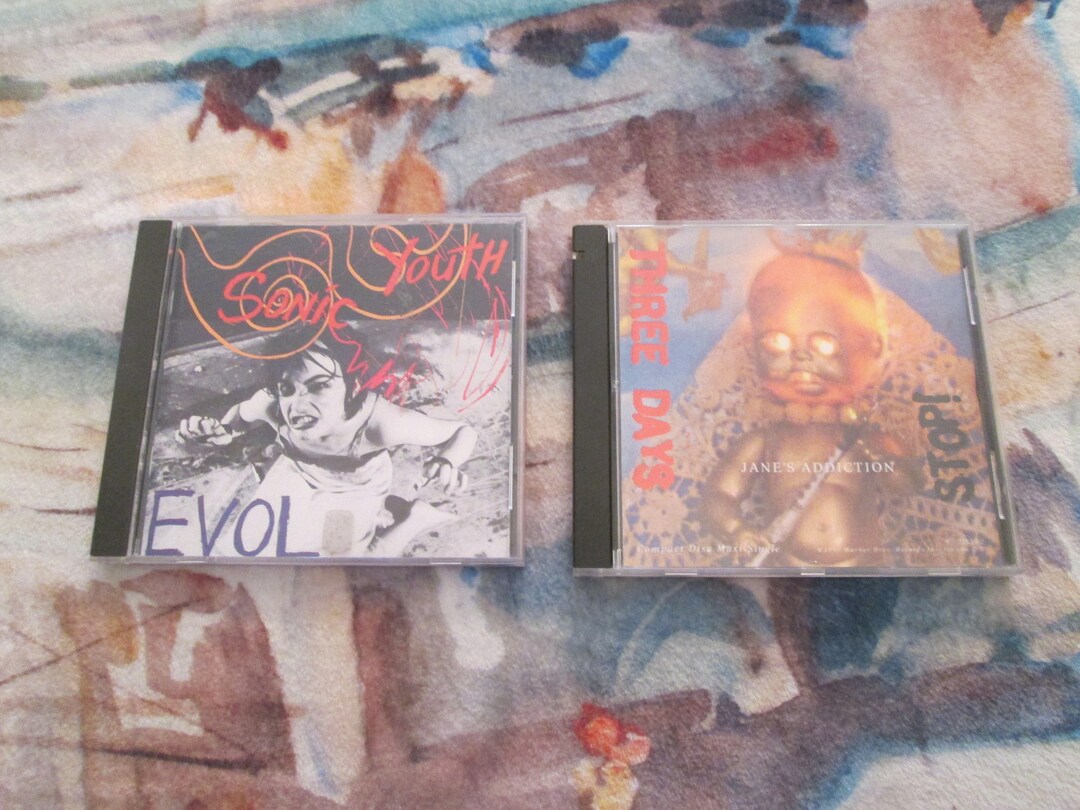 YOUTH
SONIC
EVOL
THREE DAYS
STOP!
JANE'S ADDICTION
Compact Disc Maxi-Single